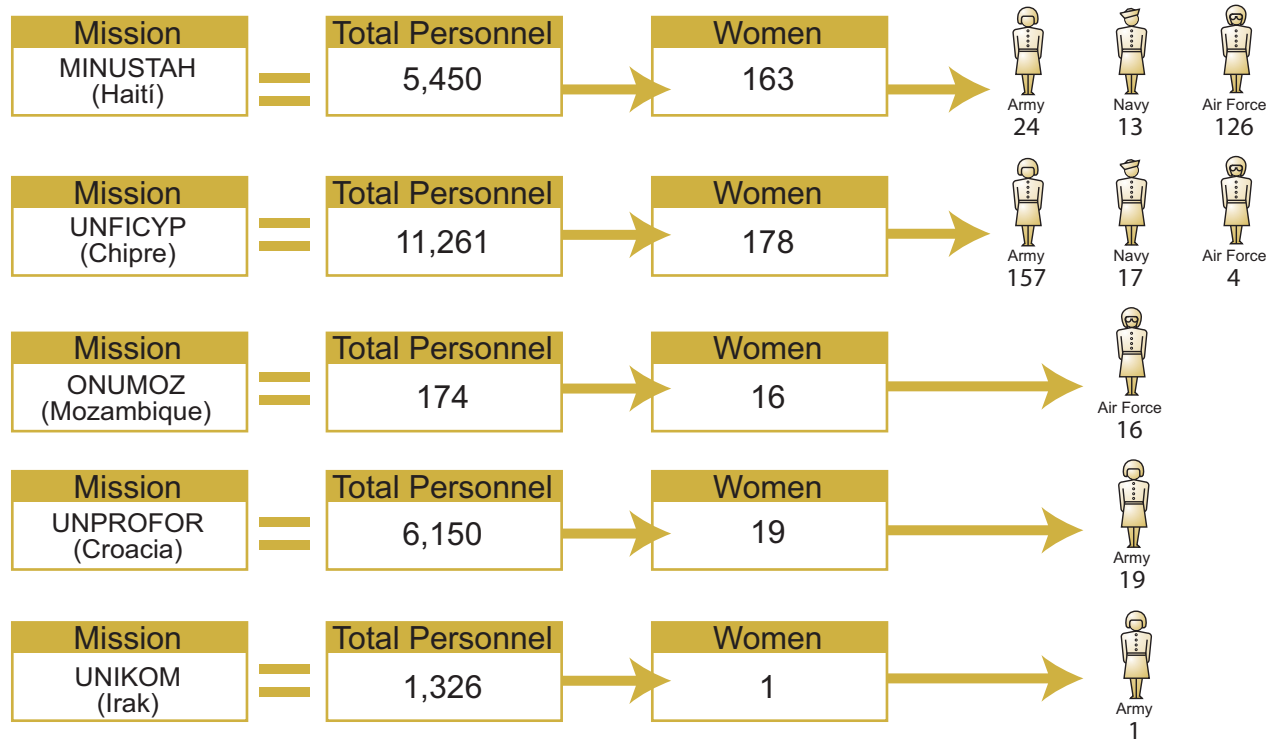 Mission
MINUSTAH
(Haití)
Total Personnel
5,450
Women
163
Army
24
Navy
13
Air Force
126
Mission
UNFICYP
(Chipre)
Total Personnel
11,261
Women
178
Army
157
Navy
17
Air Force
4
Mission
ONUMOZ
(Mozambique)
Total Personnel
174
Women
16
Air Force
16
Mission
UNPROFOR
(Croacia)
Total Personnel
6,150
Women
19
Army
19
Mission
UNIKOM
(Irak)
Total Personnel
1,326
Women
1
Army
1